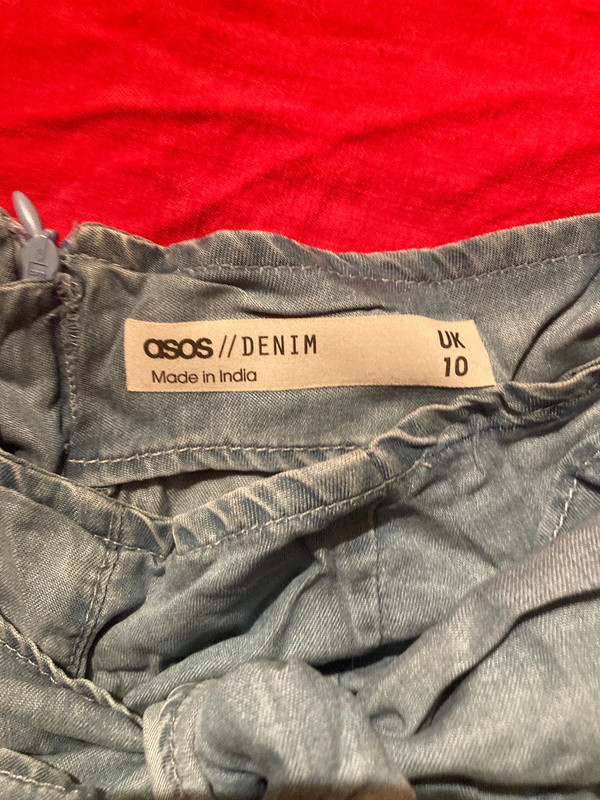 asos // DENIM
Made in India
UK
10